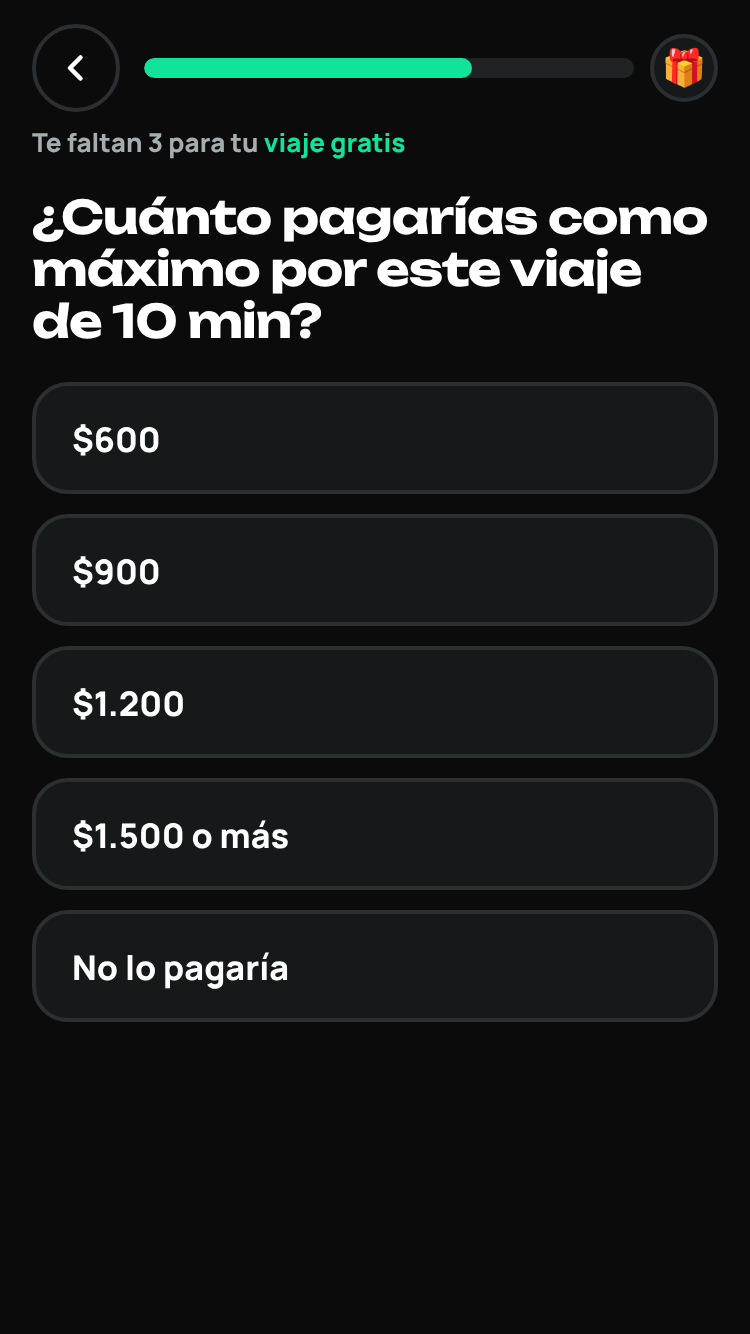 Te faltan 3 para tu viaje gratis
¿Cuánto pagarías como
máximo por este viaje
de 10 min?
$600
$900
$1.200
$1.500 o más
No lo pagaría